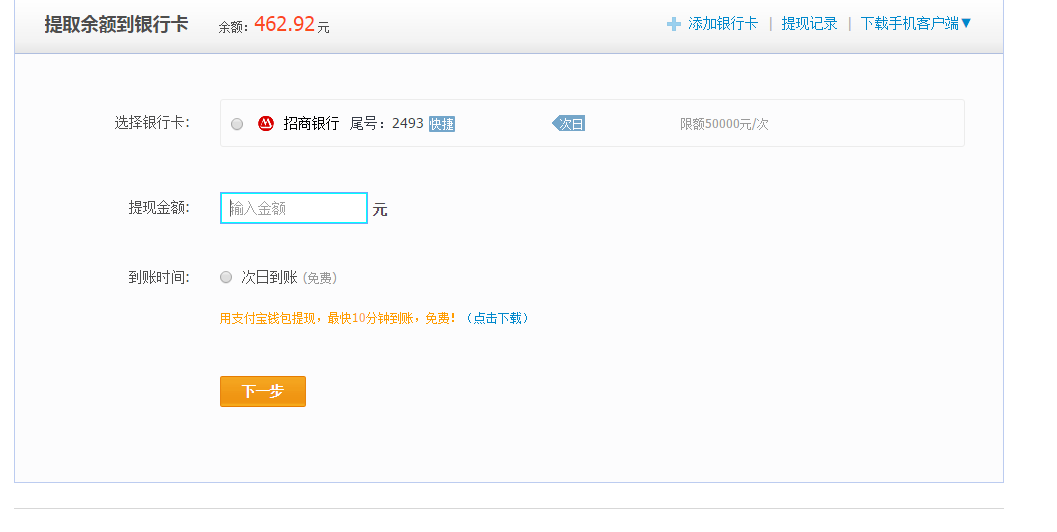 提取余额到银行卡 余额：462.92元 添加银行卡 | 提现记录 | 下载手机客户端▼
选择银行卡： 招商银行 尾号：2493 快捷 次日 限额50000元/次
提现金额： 输入金额 元
到账时间： 次日到账 (免费)
用支付宝钱包提现，最快10分钟到账，免费！（点击下载）
下一步